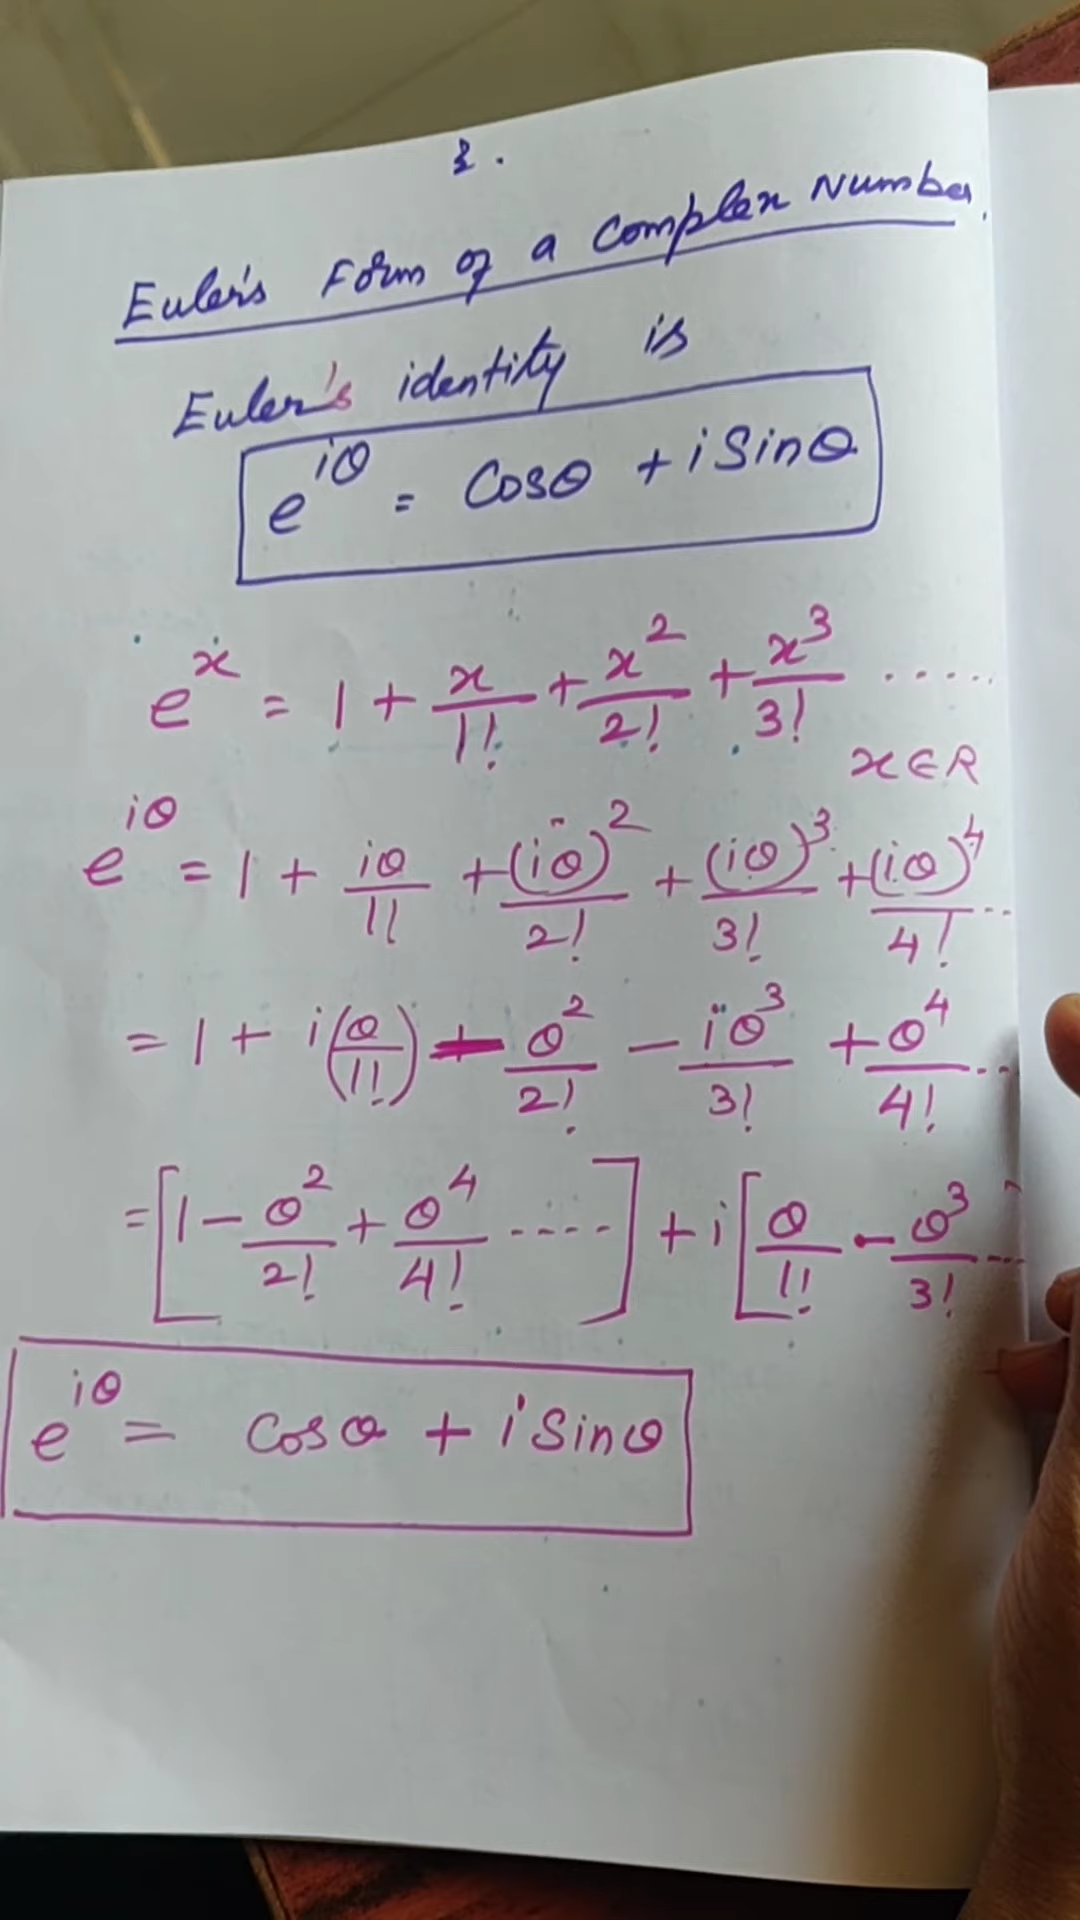 Euler's Form of a Complex Number.
Euler's identity is
e^{iθ} = Cosθ + i Sinθ
e^x = 1 + x/1! + x^2/2! + x^3/3! .....
x ∈ R
e^{iθ} = 1 + iθ/1! + (iθ)^2/2! + (iθ)^3/3! + (iθ)^4/4! ...
= 1 + i(θ/1!) - θ^2/2! - iθ^3/3! + θ^4/4! ...
= [1 - θ^2/2! + θ^4/4! .....] + i[θ/1! - θ^3/3! ...
e^{iθ} = Cosθ + i Sinθ